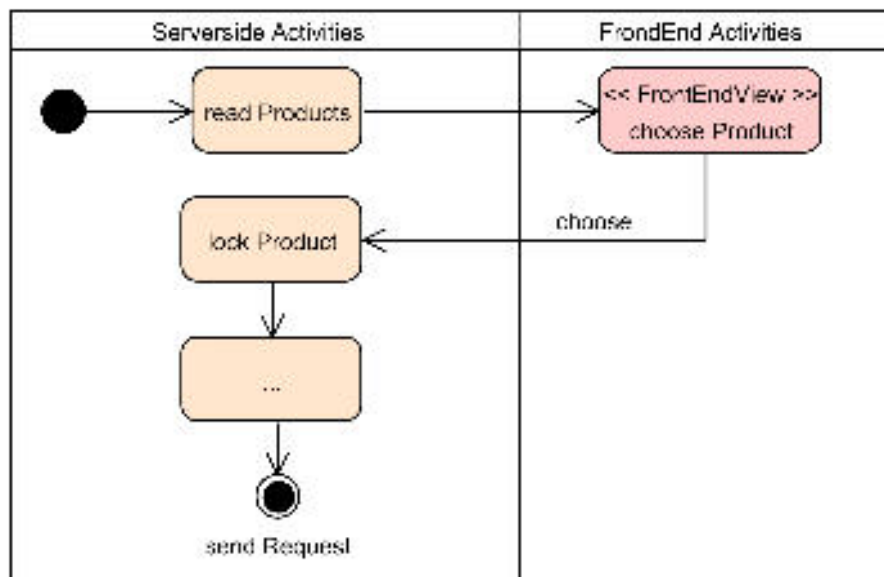 Serverside Activities
FrondEnd Activities
read Products
<< FrontEndView >>
choose Product
choose
lock Product
...
send Request